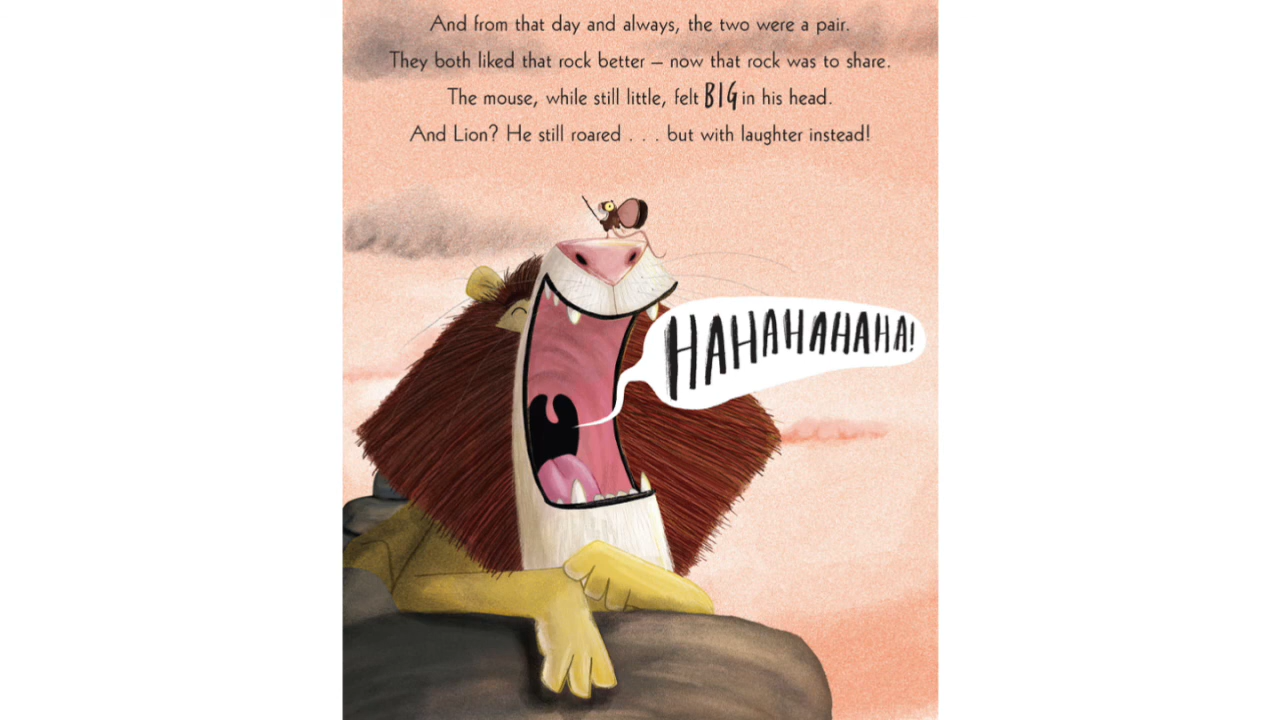 And from that day and always, the two were a pair.
They both liked that rock better – now that rock was to share.
The mouse, while still little, felt BIG in his head.
And Lion? He still roared . . . but with laughter instead!
HAHAHAHAHA!